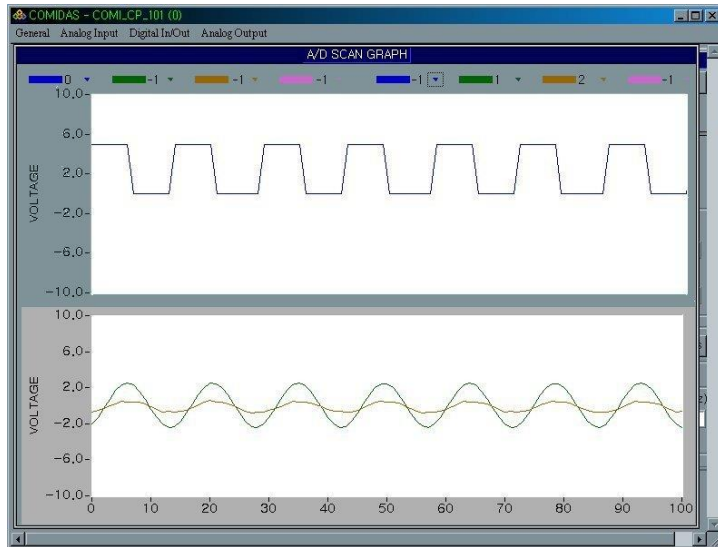 COMIDAS - COMI_CP_101 (0)
General Analog Input Digital In/Out Analog Output
A/D SCAN GRAPH
0 -1 -1 -1 -1 1 2 -1
10.0
6.0
2.0
-2.0
-6.0
-10.0
VOLTAGE
10.0
6.0
2.0
-2.0
-6.0
-10.0
VOLTAGE
0 10 20 30 40 50 60 70 80 90 100